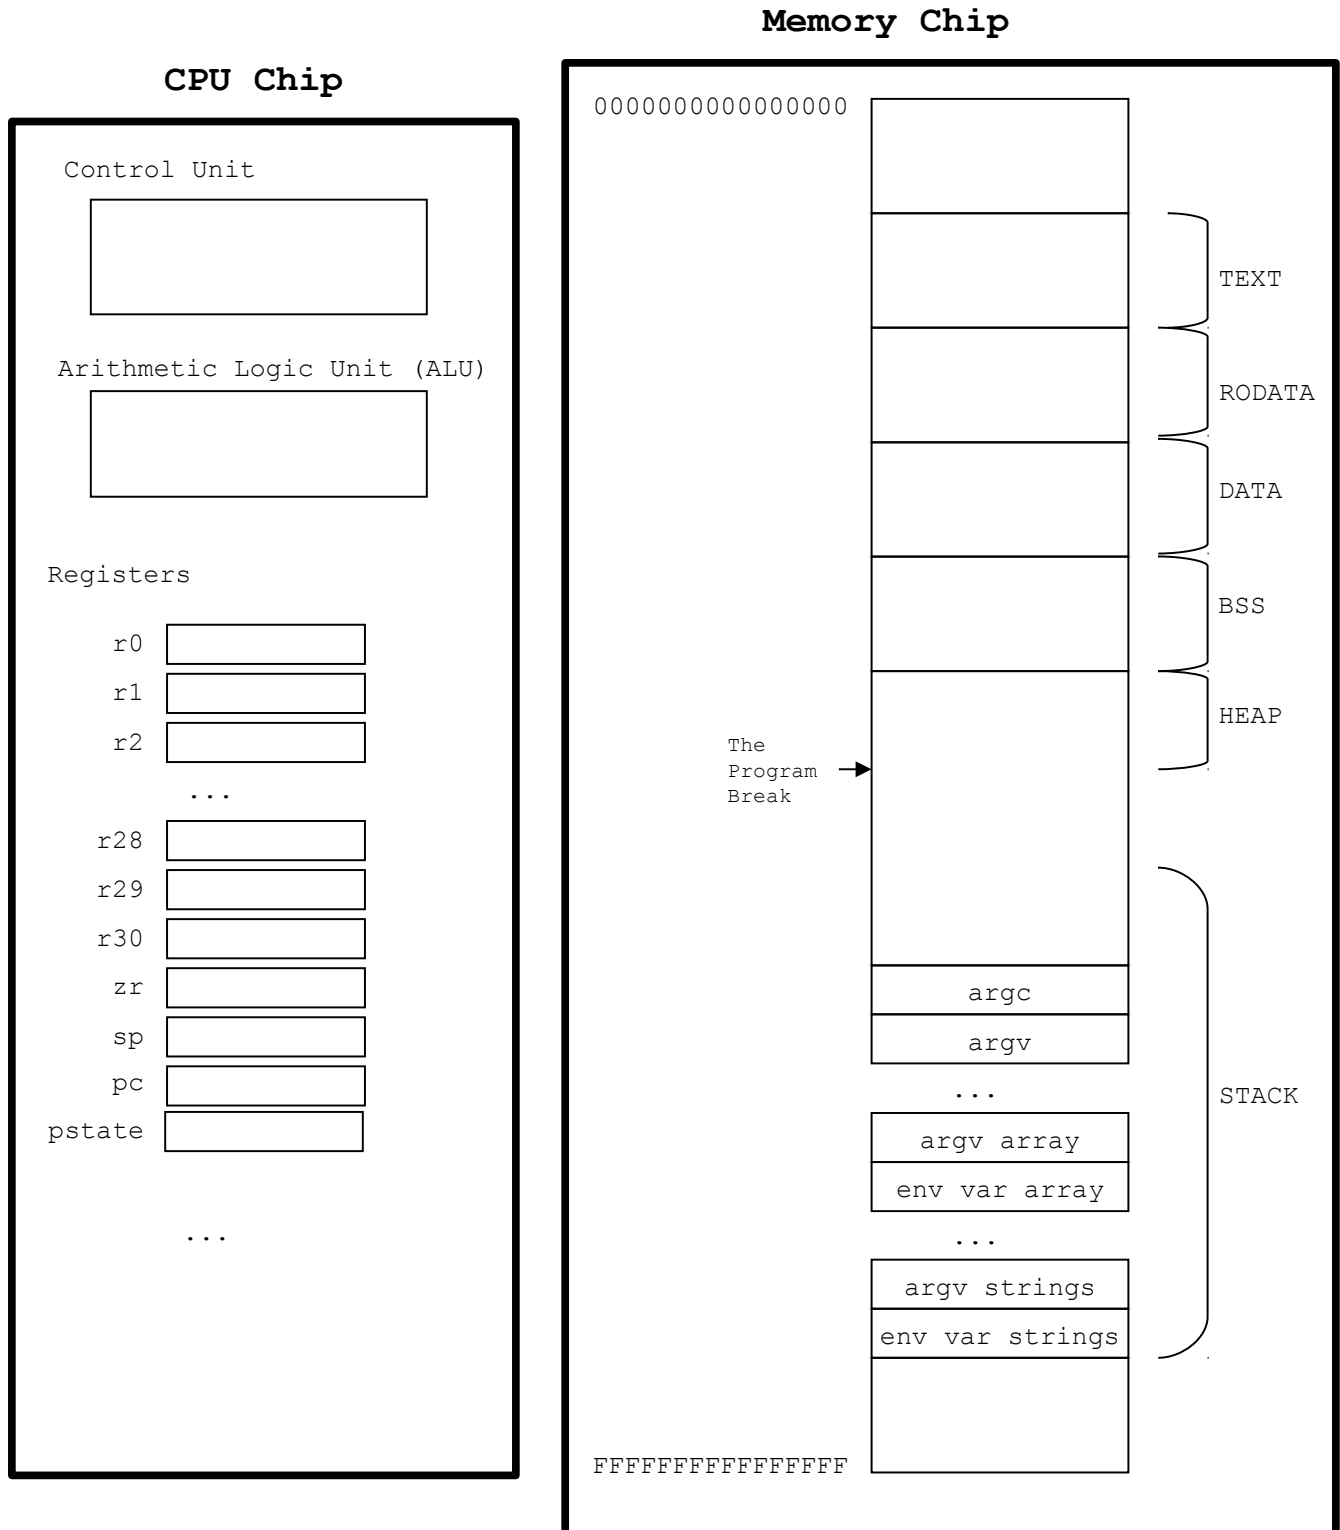 Memory Chip
CPU Chip
0000000000000000
Control Unit
TEXT
Arithmetic Logic Unit (ALU)
RODATA
DATA
Registers
BSS
r0
r1
HEAP
r2
The
Program
Break
...
r28
r29
r30
zr
argc
sp
argv
pc
...
STACK
pstate
argv array
env var array
...
...
argv strings
env var strings
FFFFFFFFFFFFFFFF